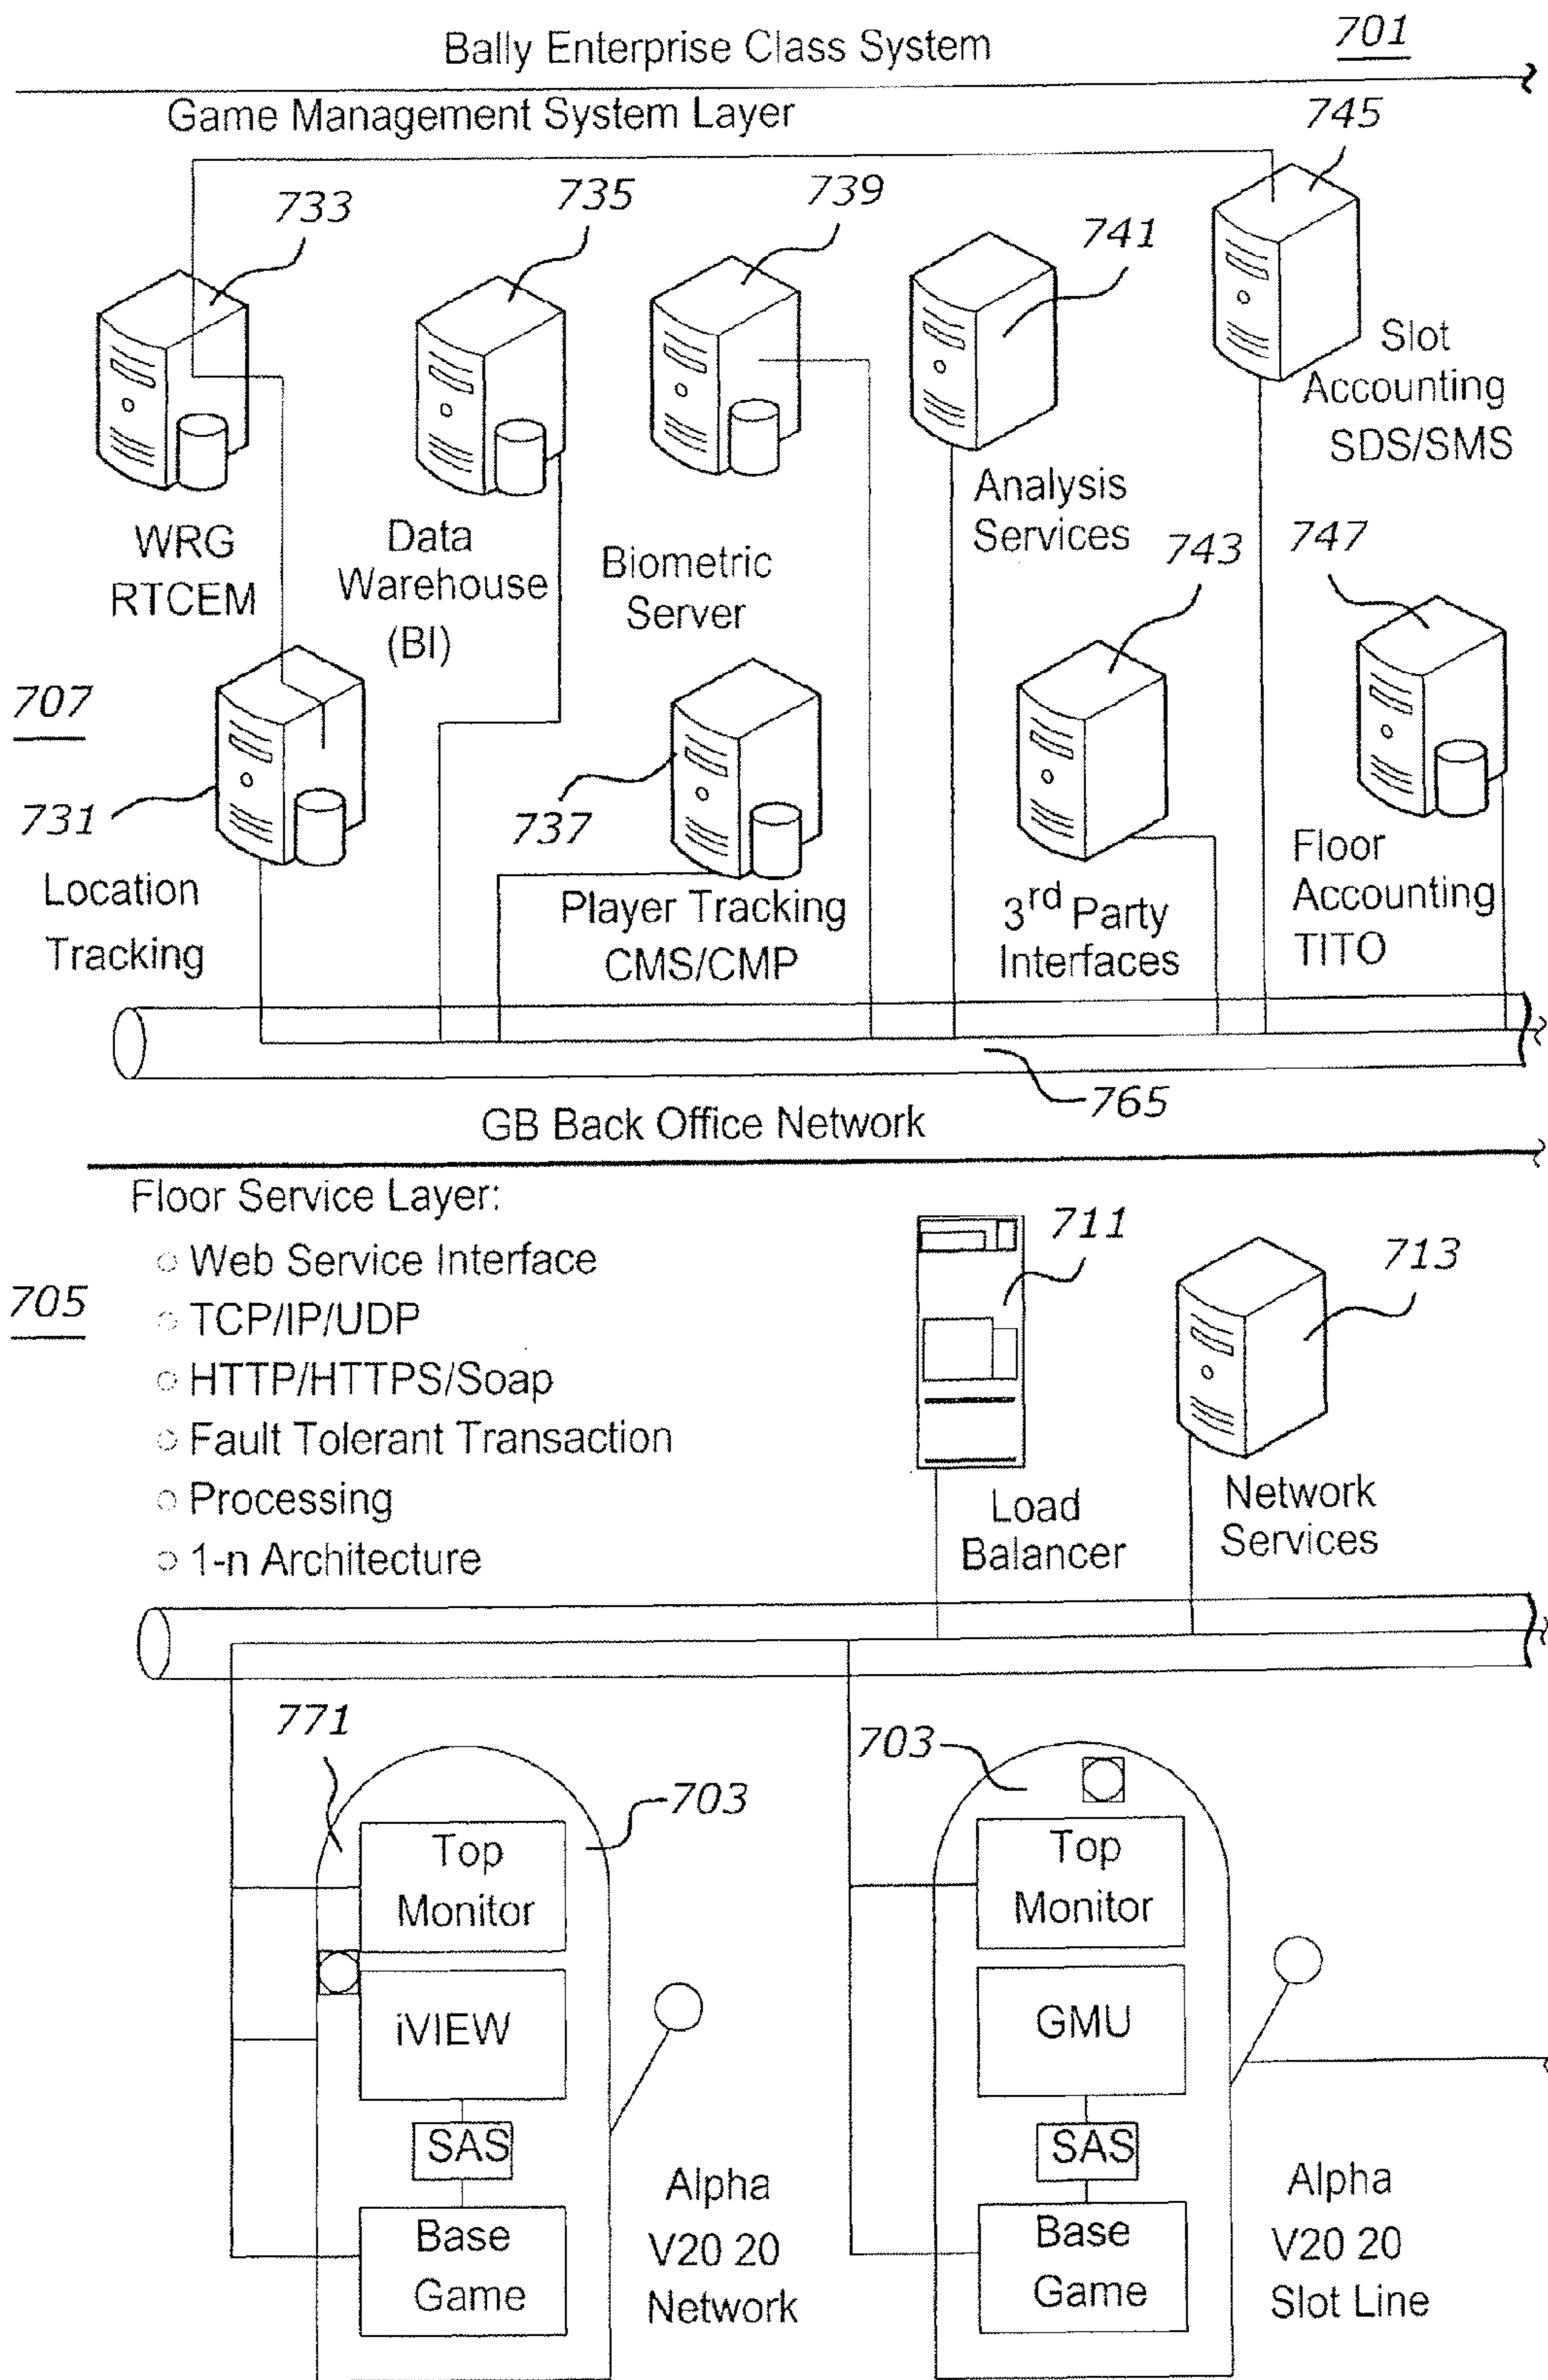 Bally Enterprise Class System
701
Game Management System Layer
745
733
735
739
741
Slot
Accounting
SDS/SMS
WRG
RTCEM
Data
Warehouse
(BI)
Biometric
Server
Analysis
Services
743
747
707
731
Location
Tracking
737
Player Tracking
CMS/CMP
3rd Party
Interfaces
Floor
Accounting
TITO
765
GB Back Office Network
Floor Service Layer:
705
○ Web Service Interface
○ TCP/IP/UDP
○ HTTP/HTTPS/Soap
○ Fault Tolerant Transaction
○ Processing
○ 1-n Architecture
711
713
Load
Balancer
Network
Services
771
703
Top
Monitor
iVIEW
SAS
Base
Game
Alpha
V20 20
Network
703
Top
Monitor
GMU
SAS
Base
Game
Alpha
V20 20
Slot Line